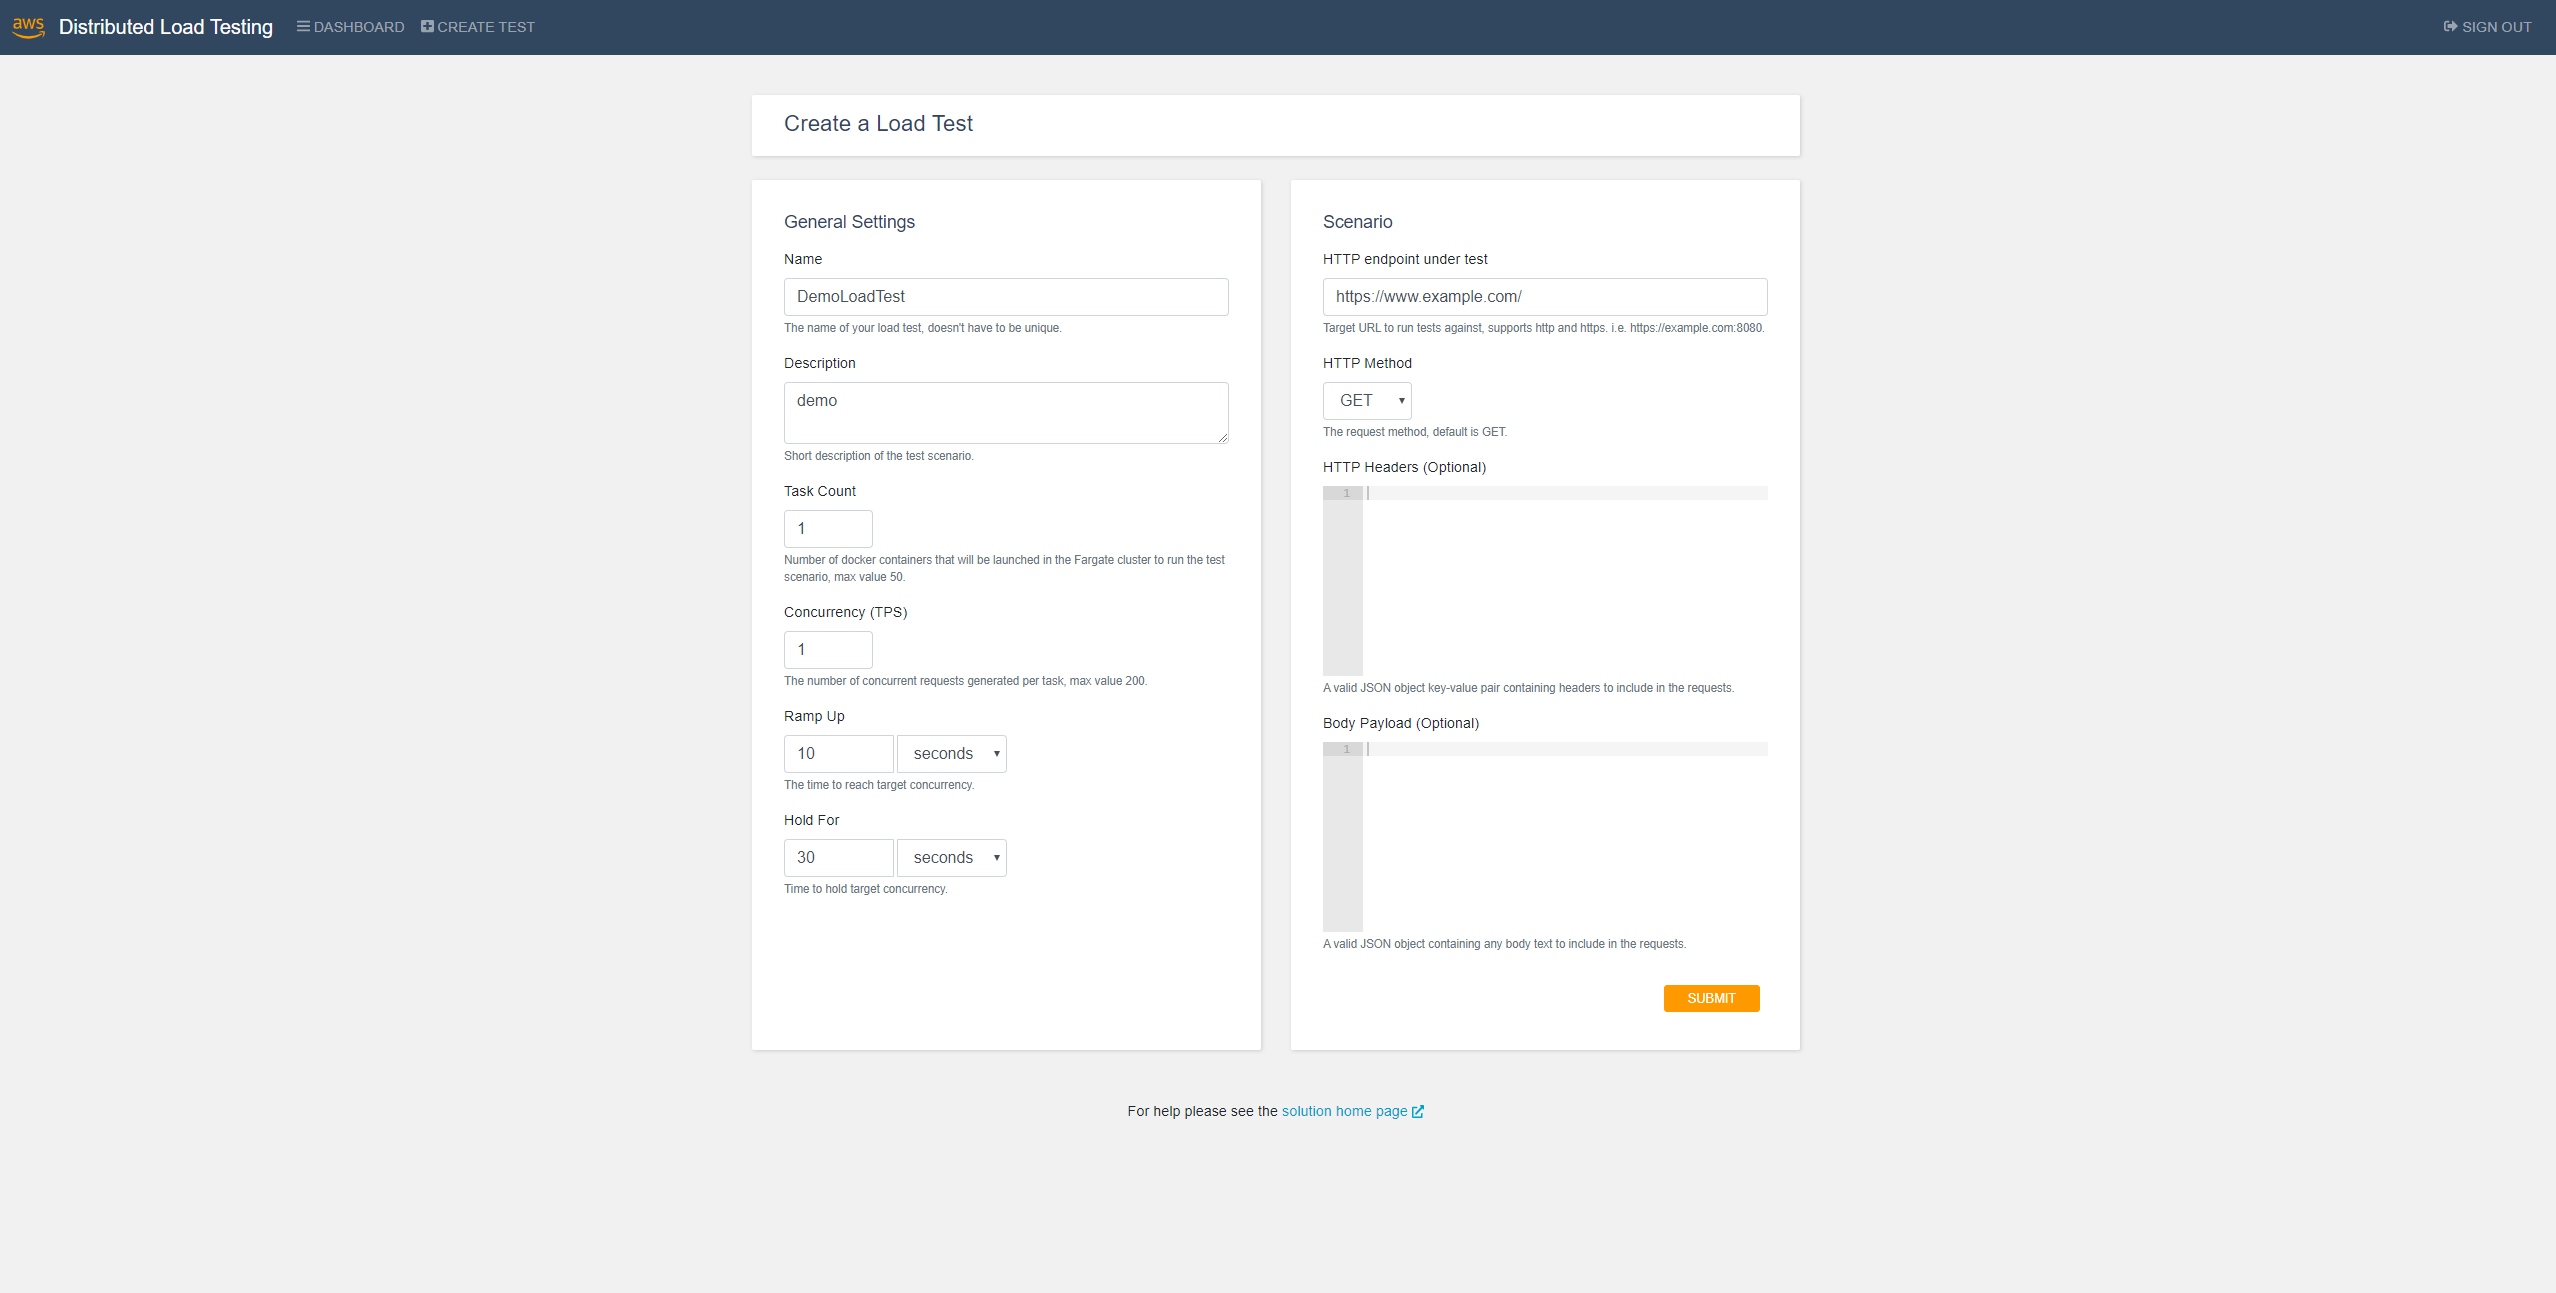 aws Distributed Load Testing DASHBOARD CREATE TEST SIGN OUT
Create a Load Test
General Settings
Name
DemoLoadTest
The name of your load test, doesn't have to be unique.
Description
demo
Short description of the test scenario.
Task Count
1
Number of docker containers that will be launched in the Fargate cluster to run the test
scenario, max value 50.
Concurrency (TPS)
1
The number of concurrent requests generated per task, max value 200.
Ramp Up
10 seconds
The time to reach target concurrency.
Hold For
30 seconds
Time to hold target concurrency.
Scenario
HTTP endpoint under test
https://www.example.com/
Target URL to run tests against, supports http and https. i.e. https://example.com:8080.
HTTP Method
GET
The request method, default is GET.
HTTP Headers (Optional)
1
A valid JSON object key-value pair containing headers to include in the requests.
Body Payload (Optional)
1
A valid JSON object containing any body text to include in the requests.
SUBMIT
For help please see the solution home page